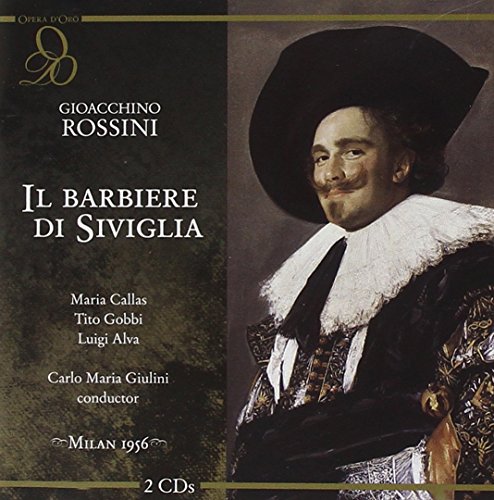 OPERA D'ORO
GIOACCHINO
ROSSINI
IL BARBIERE
DI SIVIGLIA
Maria Callas
Tito Gobbi
Luigi Alva
Carlo Maria Giulini
conductor
MILAN 1956
2 CDs